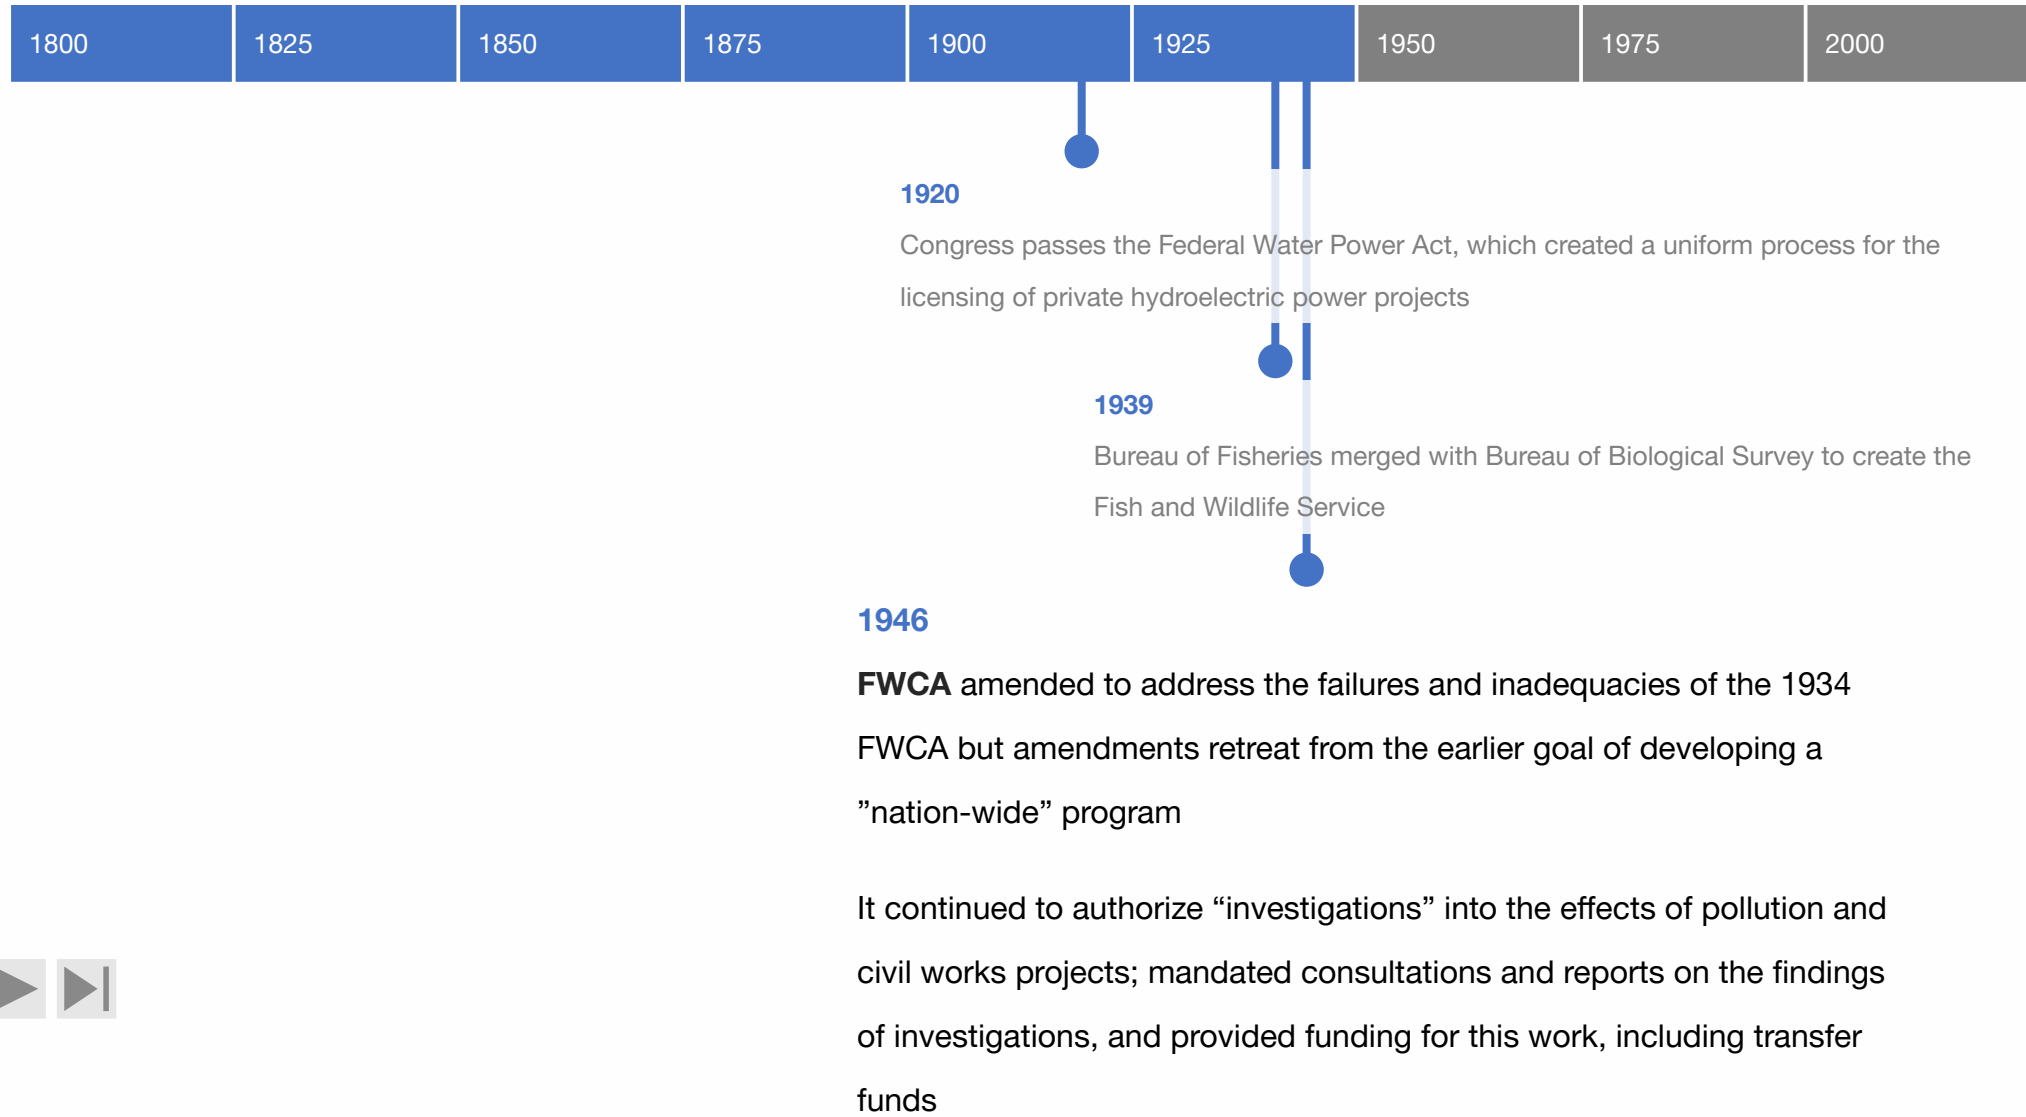 1800 1825 1850 1875 1900 1925 1950 1975 2000
1920
Congress passes the Federal Water Power Act, which created a uniform process for the
licensing of private hydroelectric power projects
1939
Bureau of Fisheries merged with Bureau of Biological Survey to create the
Fish and Wildlife Service
1946
FWCA amended to address the failures and inadequacies of the 1934
FWCA but amendments retreat from the earlier goal of developing a
”nation-wide” program
It continued to authorize “investigations” into the effects of pollution and
civil works projects; mandated consultations and reports on the findings
of investigations, and provided funding for this work, including transfer
funds